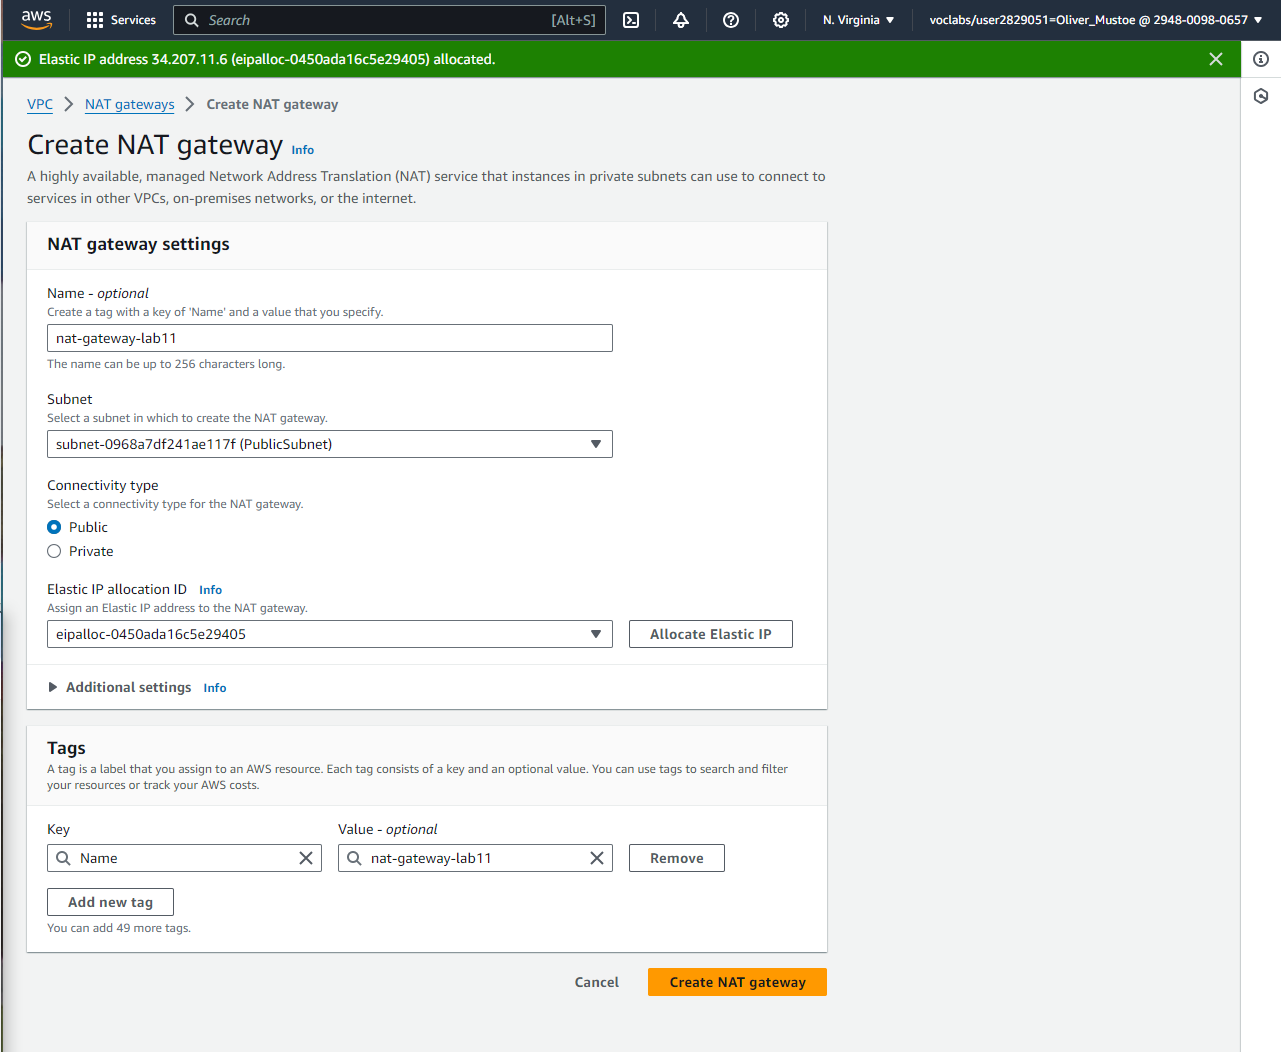 aws Services Search [Alt+S] N. Virginia voclabs/user2829051=Oliver_Mustoe @ 2948-0098-0657
Elastic IP address 34.207.11.6 (eipalloc-0450ada16c5e29405) allocated.
VPC NAT gateways Create NAT gateway
Create NAT gateway Info
A highly available, managed Network Address Translation (NAT) service that instances in private subnets can use to connect to
services in other VPCs, on-premises networks, or the internet.
NAT gateway settings
Name - optional
Create a tag with a key of 'Name' and a value that you specify.
nat-gateway-lab11
The name can be up to 256 characters long.
Subnet
Select a subnet in which to create the NAT gateway.
subnet-0968a7df241ae117f (PublicSubnet)
Connectivity type
Select a connectivity type for the NAT gateway.
Public
Private
Elastic IP allocation ID Info
Assign an Elastic IP address to the NAT gateway.
eipalloc-0450ada16c5e29405 Allocate Elastic IP
Additional settings Info
Tags
A tag is a label that you assign to an AWS resource. Each tag consists of a key and an optional value. You can use tags to search and filter
your resources or track your AWS costs.
Key Value - optional
Name nat-gateway-lab11 Remove
Add new tag
You can add 49 more tags.
Cancel Create NAT gateway